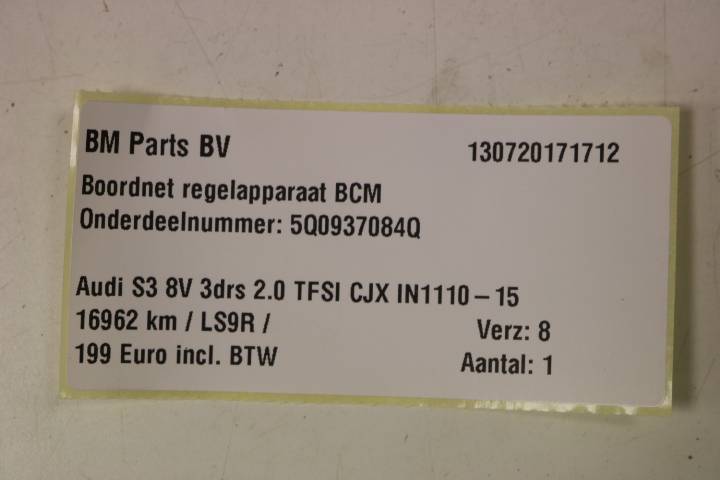 BM Parts BV 130720171712
Boordnet regelapparaat BCM
Onderdeelnummer: 5Q0937084Q
Audi S3 8V 3drs 2.0 TFSI CJX IN1110 – 15
16962 km / LS9R / Verz: 8
199 Euro incl. BTW Aantal: 1